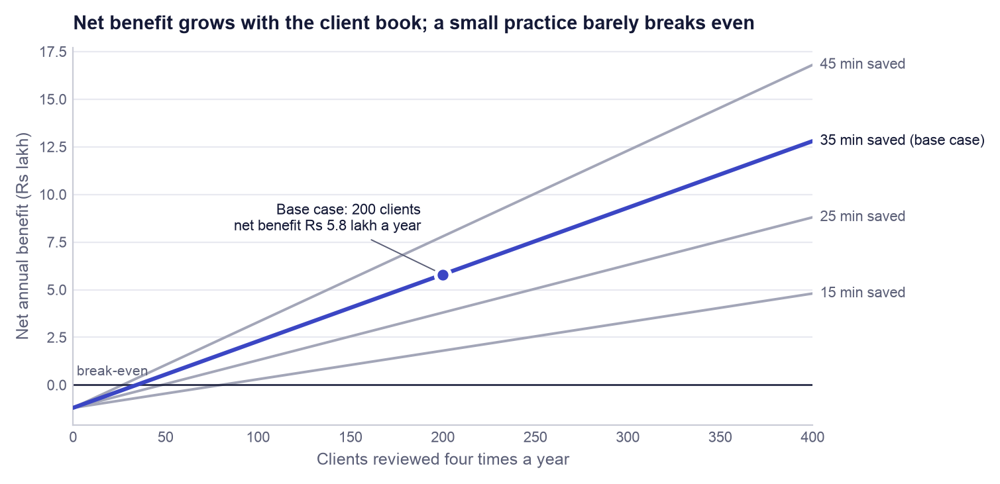 Net benefit grows with the client book; a small practice barely breaks even
Net annual benefit (Rs lakh)
17.5
15.0
12.5
10.0
7.5
5.0
2.5
0.0
45 min saved
35 min saved (base case)
25 min saved
15 min saved
Base case: 200 clients
net benefit Rs 5.8 lakh a year
break-even
0
50
100
150
200
250
300
350
400
Clients reviewed four times a year